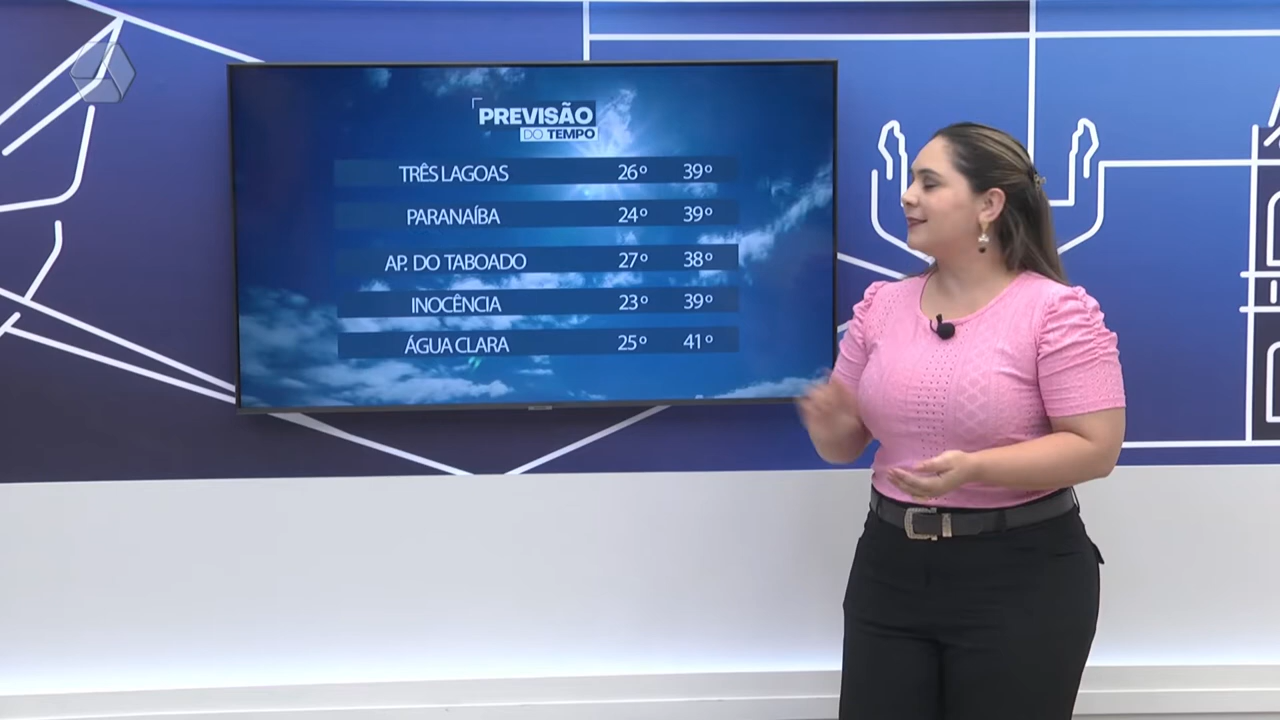 PREVISÃO
DO TEMPO
TRÊS LAGOAS 26º 39º
PARANAÍBA 24º 39º
AP. DO TABOADO 27º 38º
INOCÊNCIA 23º 39º
ÁGUA CLARA 25º 41º